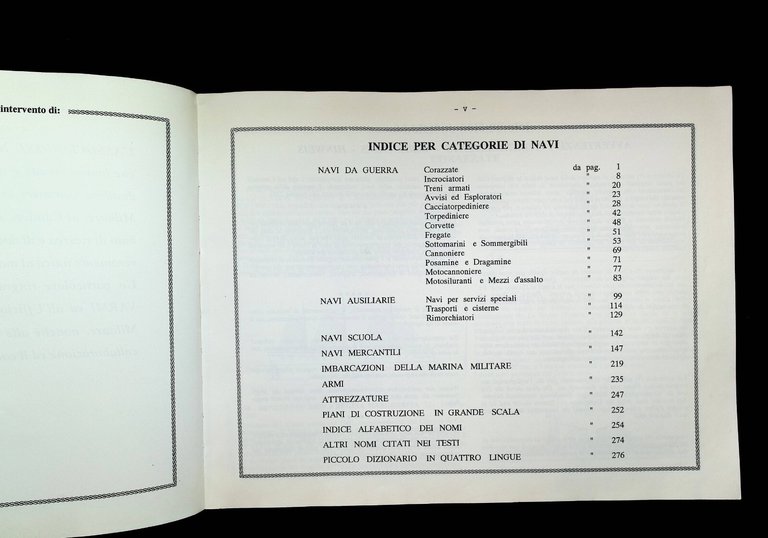 intervento di:
- V -
INDICE PER CATEGORIE DI NAVI
NAVI DA GUERRA Corazzate da pag. 1
Incrociatori " 8
Treni armati " 20
Avvisi ed Esploratori " 23
Cacciatorpediniere " 28
Torpediniere " 42
Corvette " 48
Fregate " 51
Sottomarini e Sommergibili " 53
Cannoniere " 69
Posamine e Dragamine " 71
Motocannoniere " 77
Motosiluranti e Mezzi d'assalto " 83
NAVI AUSILIARIE Navi per servizi speciali " 99
Trasporti e cisterne " 114
Rimorchiatori " 129
NAVI SCUOLA " 142
NAVI MERCANTILI " 147
IMBARCAZIONI DELLA MARINA MILITARE " 219
ARMI " 235
ATTREZZATURE " 247
PIANI DI COSTRUZIONE IN GRANDE SCALA " 252
INDICE ALFABETICO DEI NOMI " 254
ALTRI NOMI CITATI NEI TESTI " 274
PICCOLO DIZIONARIO IN QUATTRO LINGUE " 276